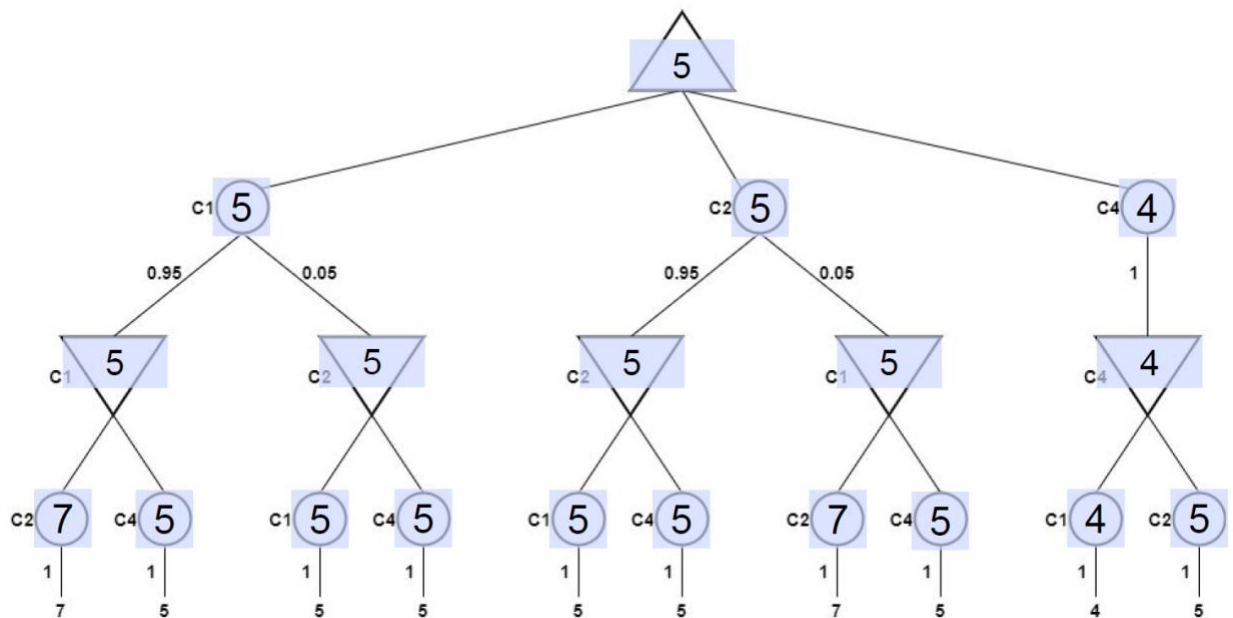 5
C1 5 C2 5 C4 4
0.95 0.05 0.95 0.05 1
C1 5 C2 5 C2 5 C1 5 C4 4
C2 7 C4 5 C1 5 C4 5 C1 5 C4 5 C2 7 C4 5 C1 4 C2 5
1 1 1 1 1 1 1 1 1 1
7 5 5 5 5 5 7 5 4 5